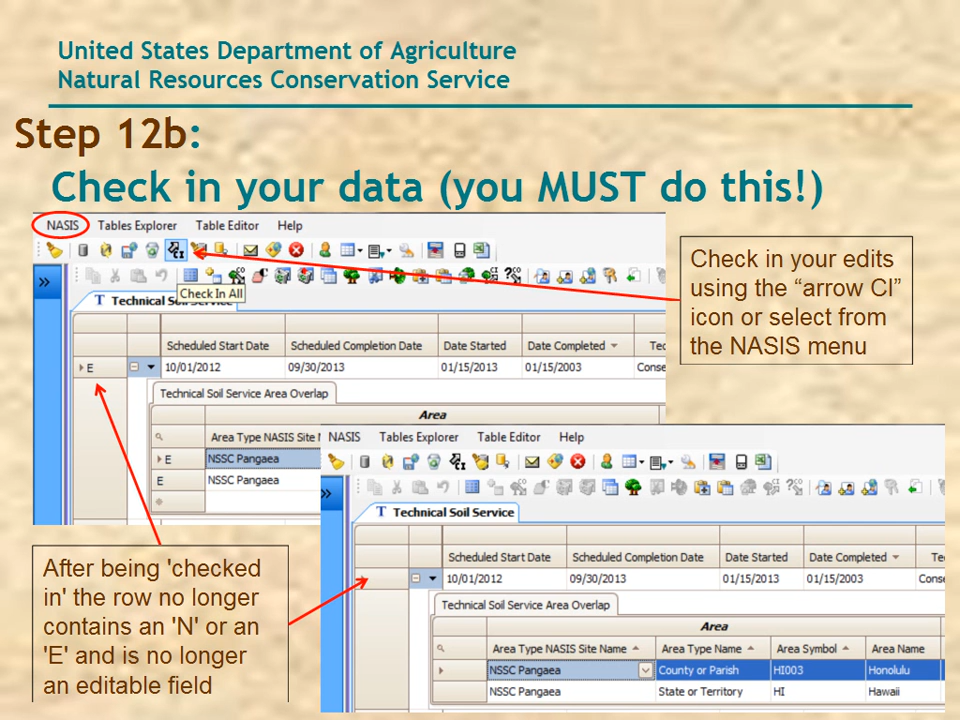 United States Department of Agriculture
Natural Resources Conservation Service
Step 12b:
Check in your data (you MUST do this!)
NASIS Tables Explorer Table Editor Help
Check In All
T Technical Soil Service
Scheduled Start Date Scheduled Completion Date Date Started Date Completed
E 10/01/2012 09/30/2013 01/15/2013 01/15/2003 Conse
Technical Soil Service Area Overlap
Area
Area Type NASIS Site
E NSSC Pangaea
E NSSC Pangaea
Check in your edits
using the “arrow CI”
icon or select from
the NASIS menu
NASIS Tables Explorer Table Editor Help
T Technical Soil Service
Scheduled Start Date Scheduled Completion Date Date Started Date Completed Te
10/01/2012 09/30/2013 01/15/2013 01/15/2003 Conse
Technical Soil Service Area Overlap
Area
Area Type NASIS Site Name Area Type Name Area Symbol Area Name
NSSC Pangaea County or Parish HI003 Honolulu
NSSC Pangaea State or Territory HI Hawaii
After being 'checked
in' the row no longer
contains an 'N' or an
'E' and is no longer
an editable field